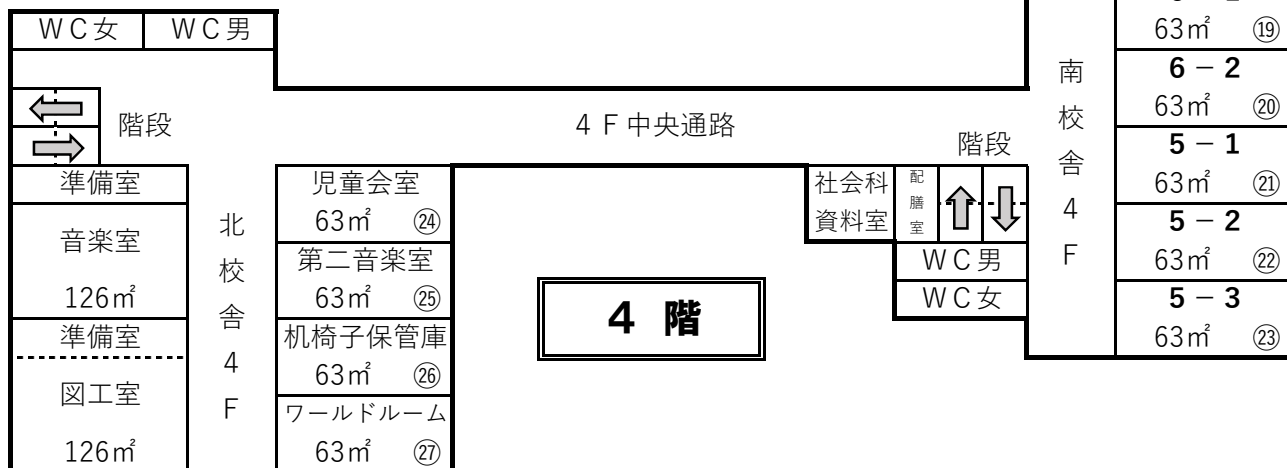 WC女 WC男
階段
準備室
音楽室
126㎡
準備室
図工室
126㎡
北校舎4F
児童会室
63㎡ ㉔
第二音楽室
63㎡ ㉕
机椅子保管庫
63㎡ ㉖
ワールドルーム
63㎡ ㉗
4F中央通路
4 階
階段
社会科
資料室
配膳室
WC男
WC女
南校舎4F
63㎡ ⑲
6-2
63㎡ ⑳
5-1
63㎡ ㉑
5-2
63㎡ ㉒
5-3
63㎡ ㉓